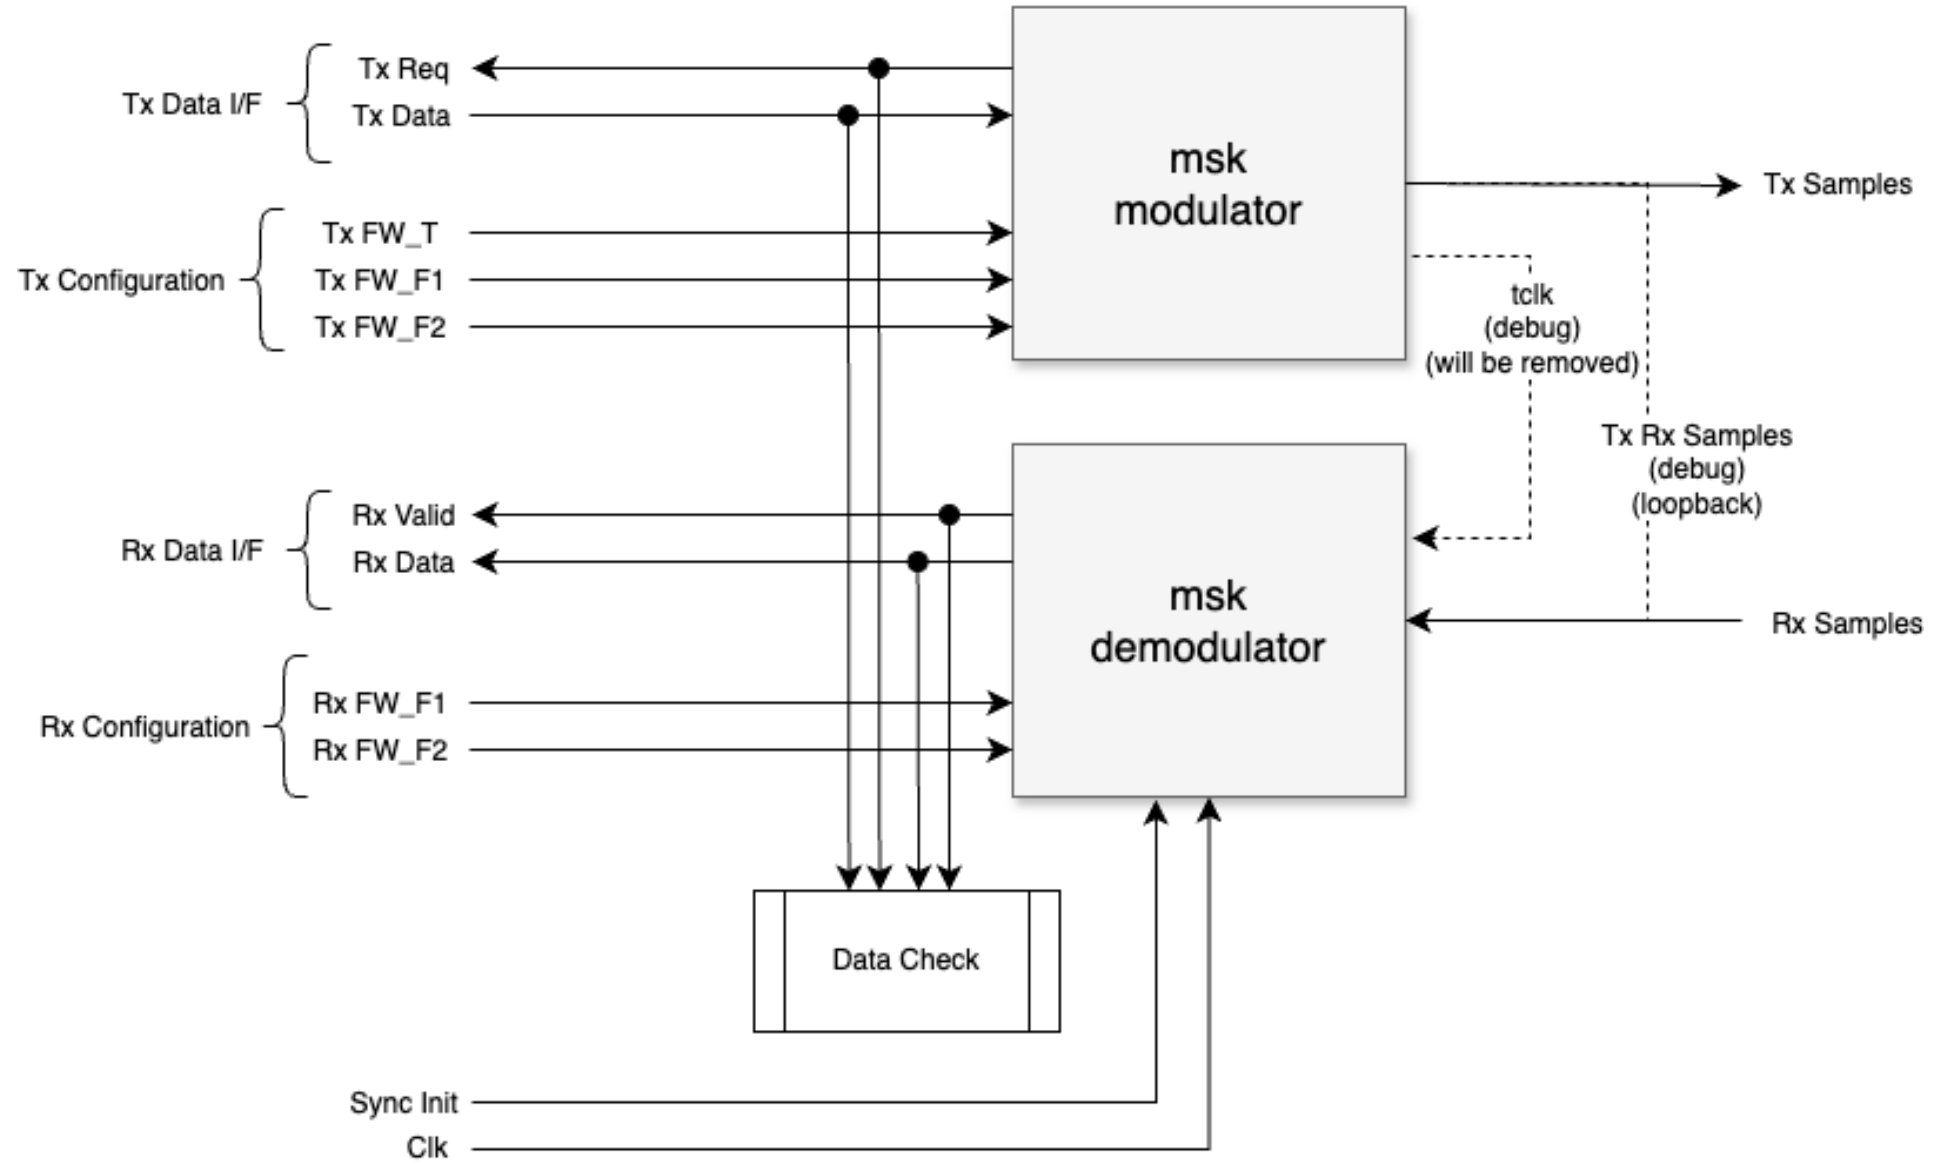 Tx Data I/F
Tx Req
Tx Data
msk
modulator
Tx Samples
Tx Configuration
Tx FW_T
Tx FW_F1
Tx FW_F2
tclk
(debug)
(will be removed)
Tx Rx Samples
(debug)
(loopback)
Rx Data I/F
Rx Valid
Rx Data
msk
demodulator
Rx Samples
Rx Configuration
Rx FW_F1
Rx FW_F2
Data Check
Sync Init
Clk